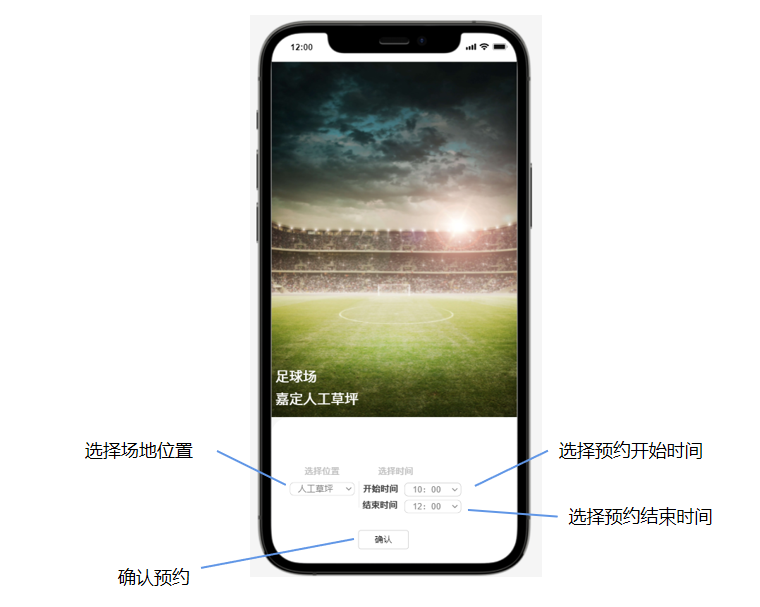 12:00
足球场
嘉定人工草坪
选择场地位置
选择预约开始时间
选择位置
选择时间
人工草坪
开始时间 10：00
结束时间 12：00
选择预约结束时间
确认
确认预约